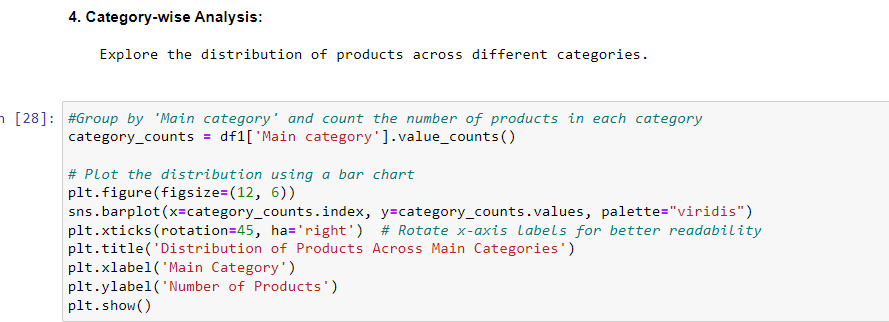 4. Category-wise Analysis:
Explore the distribution of products across different categories.
n [28]: #Group by 'Main category' and count the number of products in each category
category_counts = df1['Main category'].value_counts()
# Plot the distribution using a bar chart
plt.figure(figsize=(12, 6))
sns.barplot(x=category_counts.index, y=category_counts.values, palette="viridis")
plt.xticks(rotation=45, ha='right')  # Rotate x-axis labels for better readability
plt.title('Distribution of Products Across Main Categories')
plt.xlabel('Main Category')
plt.ylabel('Number of Products')
plt.show()